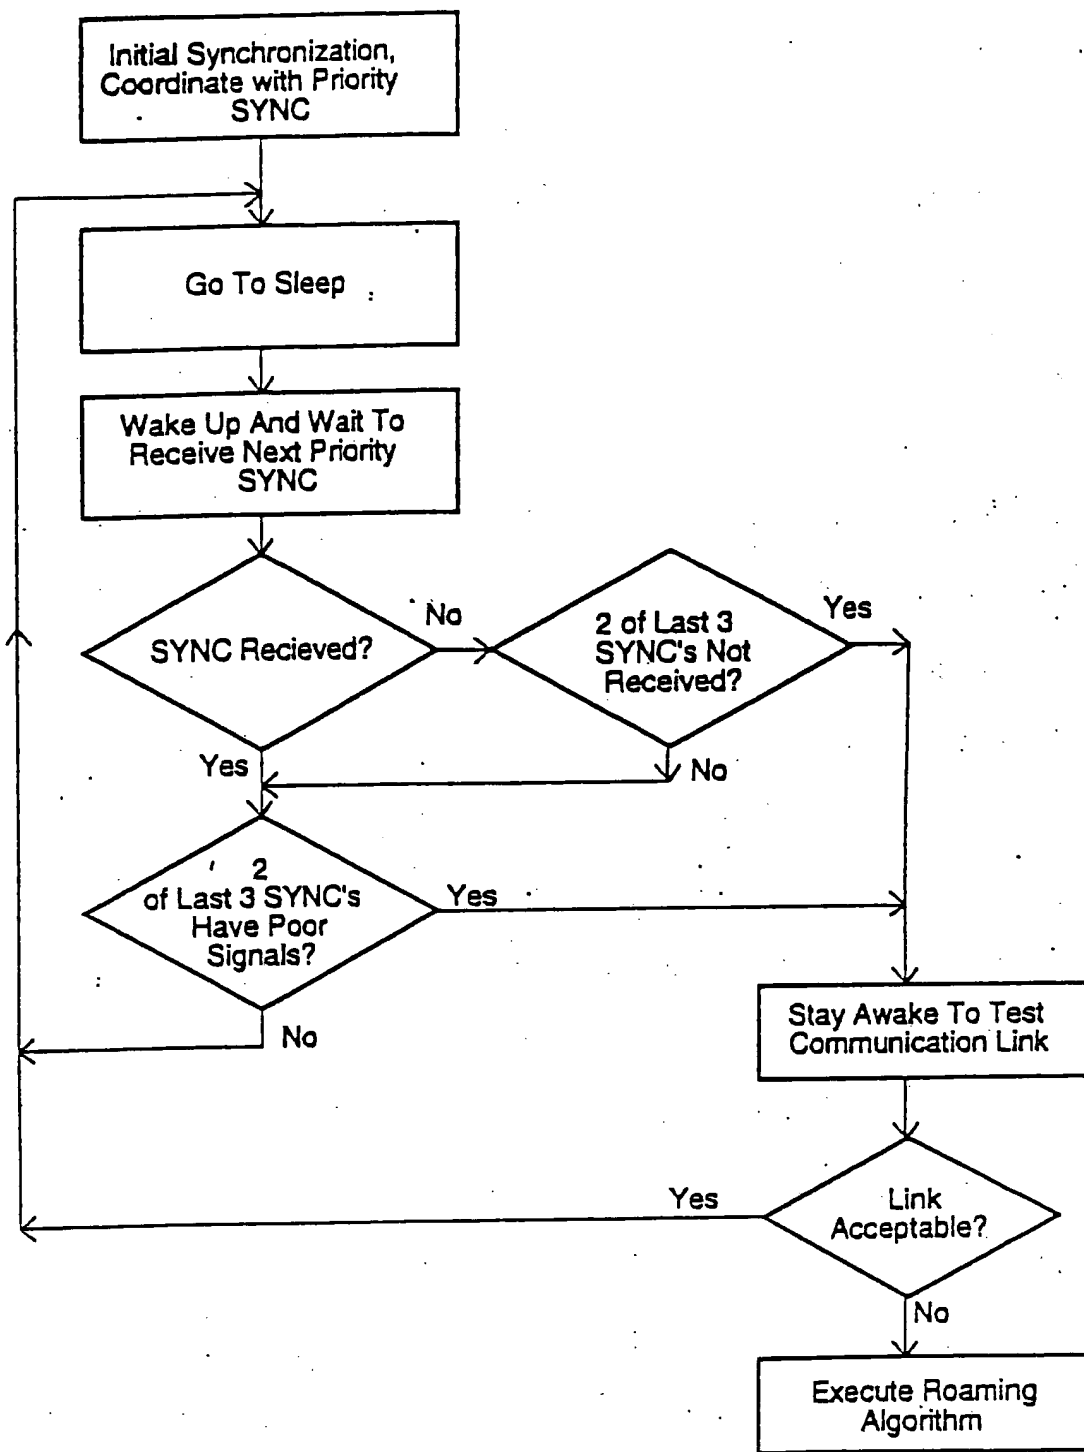 Initial Synchronization,
Coordinate with Priority
SYNC
Go To Sleep
Wake Up And Wait To
Receive Next Priority
SYNC
SYNC Recieved?
No
2 of Last 3
SYNC's Not
Received?
Yes
Yes
No
2
of Last 3 SYNC's
Have Poor
Signals?
Yes
No
Stay Awake To Test
Communication Link
Link
Acceptable?
Yes
No
Execute Roaming
Algorithm